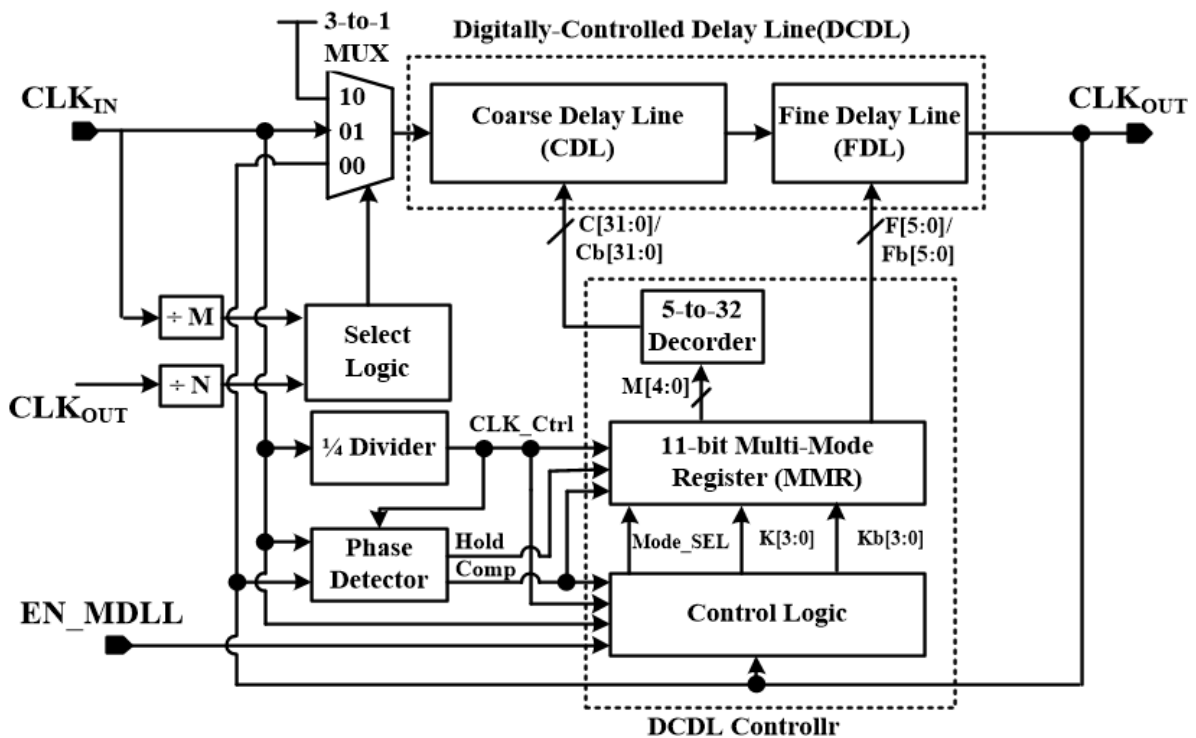 3-to-1
MUX
Digitally-Controlled Delay Line(DCDL)
CLKIN
10
01
00
Coarse Delay Line
(CDL)
Fine Delay Line
(FDL)
CLKOUT
C[31:0]/
Cb[31:0]
F[5:0]/
Fb[5:0]
÷ M
Select
Logic
5-to-32
Decorder
÷ N
CLKOUT
M[4:0]
¼ Divider
CLK_Ctrl
11-bit Multi-Mode
Register (MMR)
Phase
Detector
Hold
Comp
Mode_SEL
K[3:0]
Kb[3:0]
EN_MDLL
Control Logic
DCDL Controllr